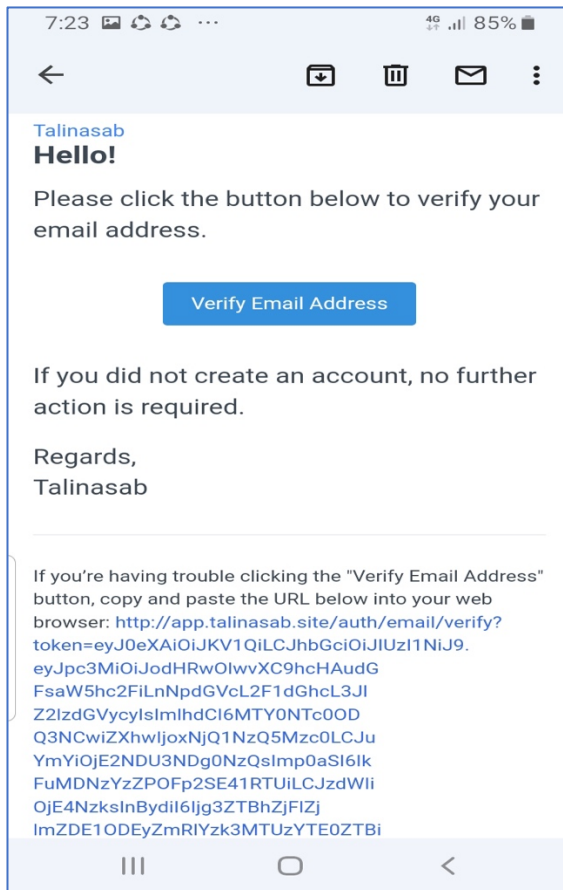 7:23 ... 4G 85%
Talinasab
Hello!
Please click the button below to verify your
email address.
Verify Email Address
If you did not create an account, no further
action is required.
Regards,
Talinasab
If you're having trouble clicking the "Verify Email Address"
button, copy and paste the URL below into your web
browser: http://app.talinasab.site/auth/email/verify?
token=eyJ0eXAiOiJKV1QiLCJhbGciOiJIUzI1NiJ9.
eyJpc3MiOiJodHRwOlwvXC9hcHAudG
FsaW5hc2FiLnNpdGVcL2F1dGhcL3JI
Z2lzdGVycyIsImlhdCI6MTY0NTc0OD
Q3NCwiZXhwIjoxNjQ1NzQ5Mzc0LCJu
YmYiOjE2NDU3NDg0NzQsImp0aSI6Ik
FuMDNzYzZPOFp2SE41RTUiLCJzdWIi
OjE4NzksInBydiI6Ijg3ZTBhZjFlZj
lmZDE1ODEyZmRlYzk3MTUzYTE0ZTBi